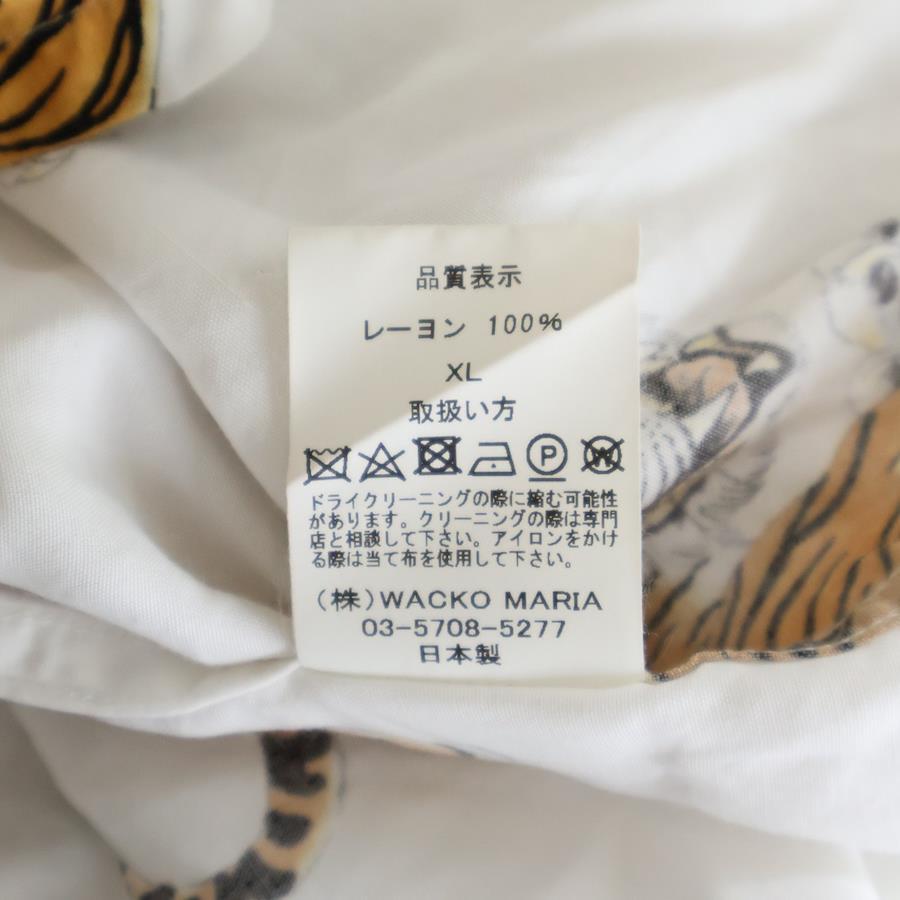 品質表示
レーヨン 100%
XL
取扱い方
P W
ドライクリーニングの際に縮む可能性
があります。クリーニングの際は専門
店と相談して下さい。アイロンをかけ
る際は当て布を使用して下さい。
(株)WACKO MARIA
03-5708-5277
日本製